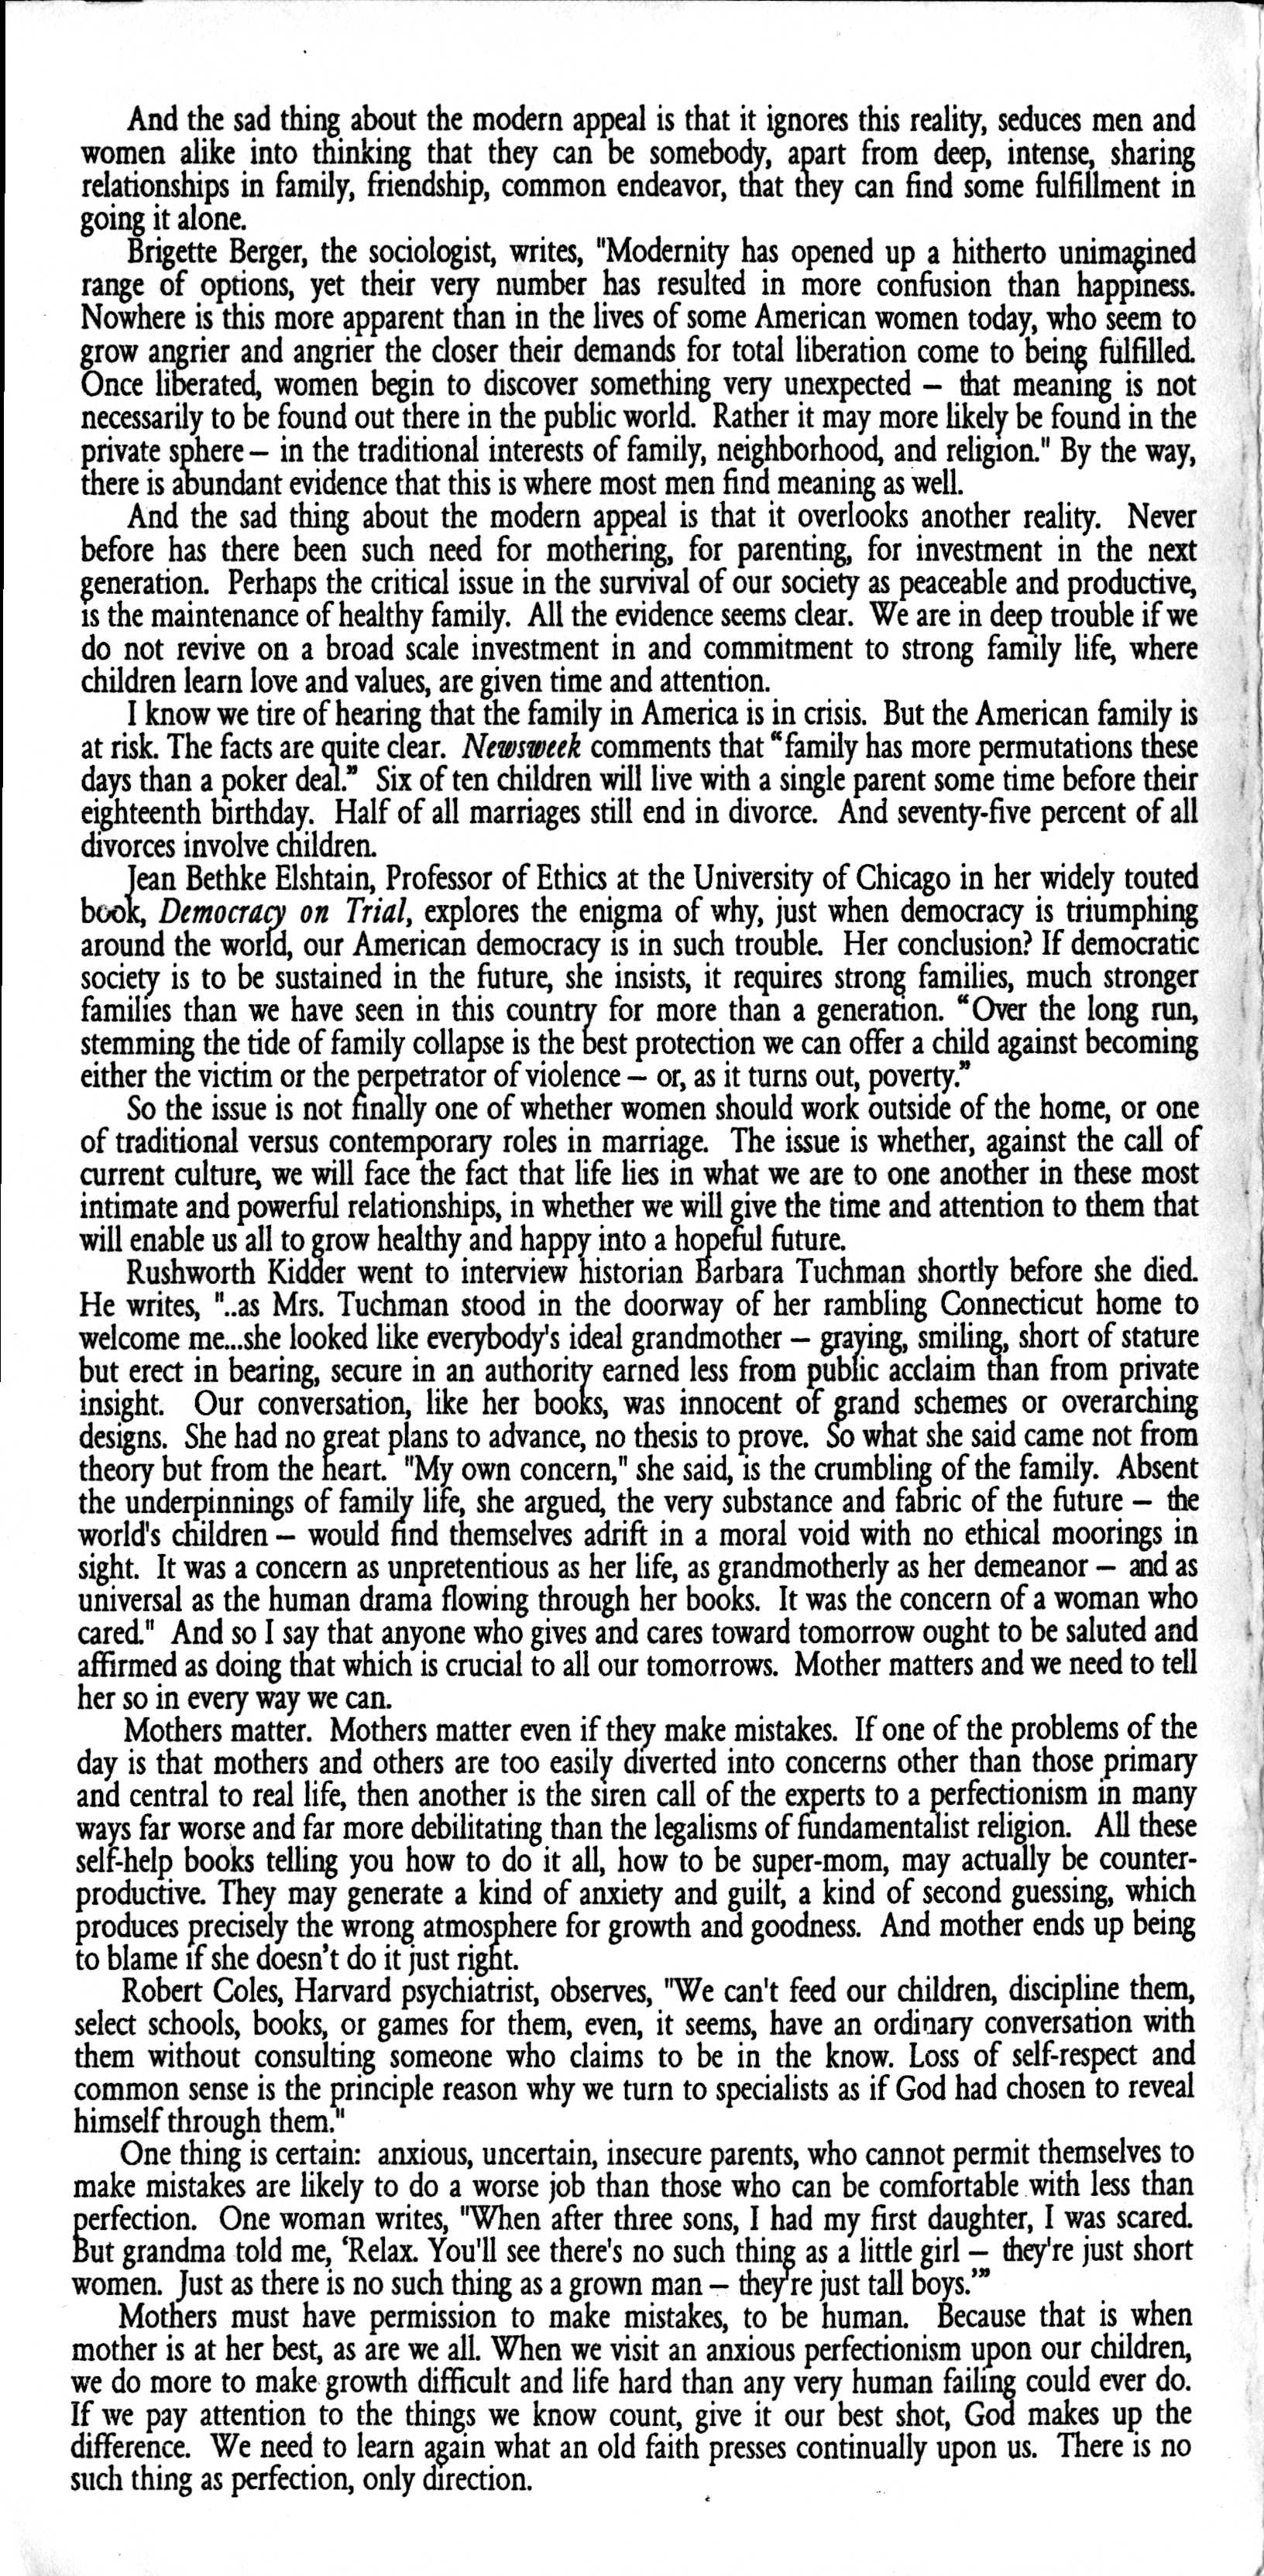 And the sad thing about the modern appeal is that it ignores this reality, seduces men and
women alike into thinking that they can be somebody, apart from deep, intense, sharing
relationships in family, friendship, common endeavor, that they can find some fulfillment in
going it alone.
Brigette Berger, the sociologist, writes, "Modernity has opened up a hitherto unimagined
range of options, yet their very number has resulted in more confusion than happiness.
Nowhere is this more apparent than in the lives of some American women today, who seem to
grow angrier and angrier the closer their demands for total liberation come to being fulfilled.
Once liberated, women begin to discover something very unexpected – that meaning is not
necessarily to be found out there in the public world. Rather it may more likely be found in the
private sphere – in the traditional interests of family, neighborhood, and religion." By the way,
there is abundant evidence that this is where most men find meaning as well.
And the sad thing about the modern appeal is that it overlooks another reality. Never
before has there been such need for mothering, for parenting, for investment in the next
generation. Perhaps the critical issue in the survival of our society as peaceable and productive,
is the maintenance of healthy family. All the evidence seems clear. We are in deep trouble if we
do not revive on a broad scale investment in and commitment to strong family life, where
children learn love and values, are given time and attention.
I know we tire of hearing that the family in America is in crisis. But the American family is
at risk. The facts are quite clear. Newsweek comments that “family has more permutations these
days than a poker deal.” Six of ten children will live with a single parent some time before their
eighteenth birthday. Half of all marriages still end in divorce. And seventy-five percent of all
divorces involve children.
Jean Bethke Elshtain, Professor of Ethics at the University of Chicago in her widely touted
book, Democracy on Trial, explores the enigma of why, just when democracy is triumphing
around the world, our American democracy is in such trouble. Her conclusion? If democratic
society is to be sustained in the future, she insists, it requires strong families, much stronger
families than we have seen in this country for more than a generation. “Over the long run,
stemming the tide of family collapse is the best protection we can offer a child against becoming
either the victim or the perpetrator of violence – or, as it turns out, poverty.”
So the issue is not finally one of whether women should work outside of the home, or one
of traditional versus contemporary roles in marriage. The issue is whether, against the call of
current culture, we will face the fact that life lies in what we are to one another in these most
intimate and powerful relationships, in whether we will give the time and attention to them that
will enable us all to grow healthy and happy into a hopeful future.
Rushworth Kidder went to interview historian Barbara Tuchman shortly before she died.
He writes, "..as Mrs. Tuchman stood in the doorway of her rambling Connecticut home to
welcome me...she looked like everybody's ideal grandmother – graying, smiling, short of stature
but erect in bearing, secure in an authority earned less from public acclaim than from private
insight. Our conversation, like her books, was innocent of grand schemes or overarching
designs. She had no great plans to advance, no thesis to prove. So what she said came not from
theory but from the heart. "My own concern," she said, is the crumbling of the family. Absent
the underpinnings of family life, she argued, the very substance and fabric of the future – the
world's children – would find themselves adrift in a moral void with no ethical moorings in
sight. It was a concern as unpretentious as her life, as grandmotherly as her demeanor – and as
universal as the human drama flowing through her books. It was the concern of a woman who
cared." And so I say that anyone who gives and cares toward tomorrow ought to be saluted and
affirmed as doing that which is crucial to all our tomorrows. Mother matters and we need to tell
her so in every way we can.
Mothers matter. Mothers matter even if they make mistakes. If one of the problems of the
day is that mothers and others are too easily diverted into concerns other than those primary
and central to real life, then another is the siren call of the experts to a perfectionism in many
ways far worse and far more debilitating than the legalisms of fundamentalist religion. All these
self-help books telling you how to do it all, how to be super-mom, may actually be counter-
productive. They may generate a kind of anxiety and guilt, a kind of second guessing, which
produces precisely the wrong atmosphere for growth and goodness. And mother ends up being
to blame if she doesn’t do it just right.
Robert Coles, Harvard psychiatrist, observes, "We can't feed our children, discipline them,
select schools, books, or games for them, even, it seems, have an ordinary conversation with
them without consulting someone who claims to be in the know. Loss of self-respect and
common sense is the principle reason why we turn to specialists as if God had chosen to reveal
himself through them."
One thing is certain: anxious, uncertain, insecure parents, who cannot permit themselves to
make mistakes are likely to do a worse job than those who can be comfortable with less than
perfection. One woman writes, "When after three sons, I had my first daughter, I was scared.
But grandma told me, ‘Relax. You'll see there's no such thing as a little girl – they're just short
women. Just as there is no such thing as a grown man – they're just tall boys.’”
Mothers must have permission to make mistakes, to be human. Because that is when
mother is at her best, as are we all. When we visit an anxious perfectionism upon our children,
we do more to make growth difficult and life hard than any very human failing could ever do.
If we pay attention to the things we know count, give it our best shot, God makes up the
difference. We need to learn again what an old faith presses continually upon us. There is no
such thing as perfection, only direction.